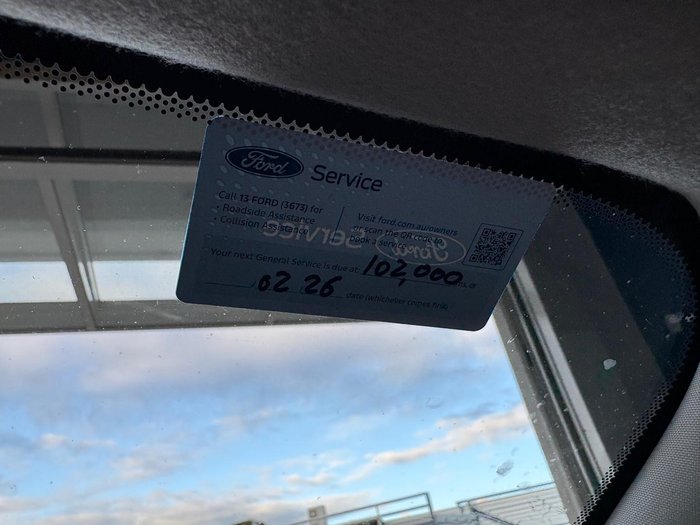 Ford Service
Call 13 FORD (3673) for
• Roadside Assistance
• Collision Assistance
Visit ford.com.au/owners
or scan the QR code to
book a service
Your next General Service is due at 102,000 kms, or
02 26 date (whichever comes first)